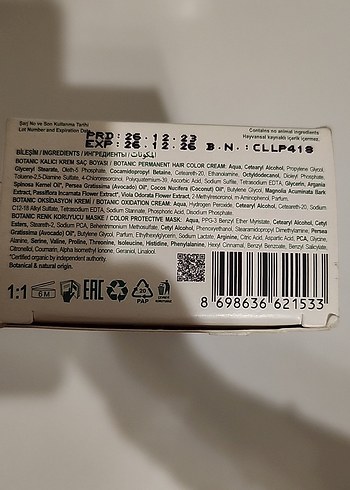 Şarj No ve Son Kullanma Tarihi
Lot Number and Expiration Date
PRD: 26.12.23
EXP: 26.12.26 B.N.: CLLP418
Contains no animal ingredients
Hayvansal kaynaklı içerik içermez.
BİLEŞİM / INGREDIENTS / ИНГРЕДИЕНТЫ / المكونات
BOTANİK KALICI KREM SAÇ BOYASI / BOTANIC PERMANENT HAIR COLOR CREAM: Aqua, Cetearyl Alcohol, Propylene Glycol,
Glyceryl Stearate, Oleth-5 Phosphate, Cocamidopropyl Betaine, Ceteareth-20, Ethanolamine, Octyldodecanol, Dioleyl Phosphate,
Toluene-2,5-Diamine Sulfate, 4-Chlororesorcinol, Polyquaternium-39, Ascorbic Acid, Sodium Sulfite, Tetrasodium EDTA, Glycerin, Argania
Spinosa Kernel Oil*, Persea Gratissima (Avocado) Oil*, Cocos Nucifera (Coconut) Oil*, Butylene Glycol, Magnolia Acuminata Bark
Extract, Passiflora Incarnata Flower Extract*, Viola Odorata Flower Extract*, 2-Methylresorcinol, m-Aminophenol, Parfum.
BOTANİK OKSİDASYON KREMİ / BOTANIC OXIDATION CREAM: Aqua, Hydrogen Peroxide, Cetearyl Alcohol, Ceteareth-20, Sodium
C12-18 Alkyl Sulfate, Tetrasodium EDTA, Sodium Stannate, Phosphoric Acid, Disodium Phosphate.
BOTANİK RENK KORUYUCU MASKE / COLOR PROTECTIVE MASK: Aqua, PPG-3 Benzyl Ether Myristate, Cetearyl Alcohol, Cetyl
Esters, Steareth-2, Sodium PCA, Behentrimonium Methosulfate, Cetyl Alcohol, Phenoxyethanol, Stearamidopropyl Dimethylamine, Persea
Gratissima (Avocado) Oil*, Butylene Glycol, Parfum, Ethylhexylglycerin, Sodium Lactate, Arginine, Citric Acid, Aspartic Acid, PCA, Glycine,
Alanine, Serine, Valine, Proline, Threonine, Isoleucine, Histidine, Phenylalanine, Hexyl Cinnamal, Benzyl Benzoate, Benzyl Salicylate,
Citronellol, Coumarin, Alpha Isomethyl Ionone, Geraniol, Linalool.
*Certified organic by independent authority
Botanical & natural origin.
1:1 6M EAC 20 PAP
8 698636 621533